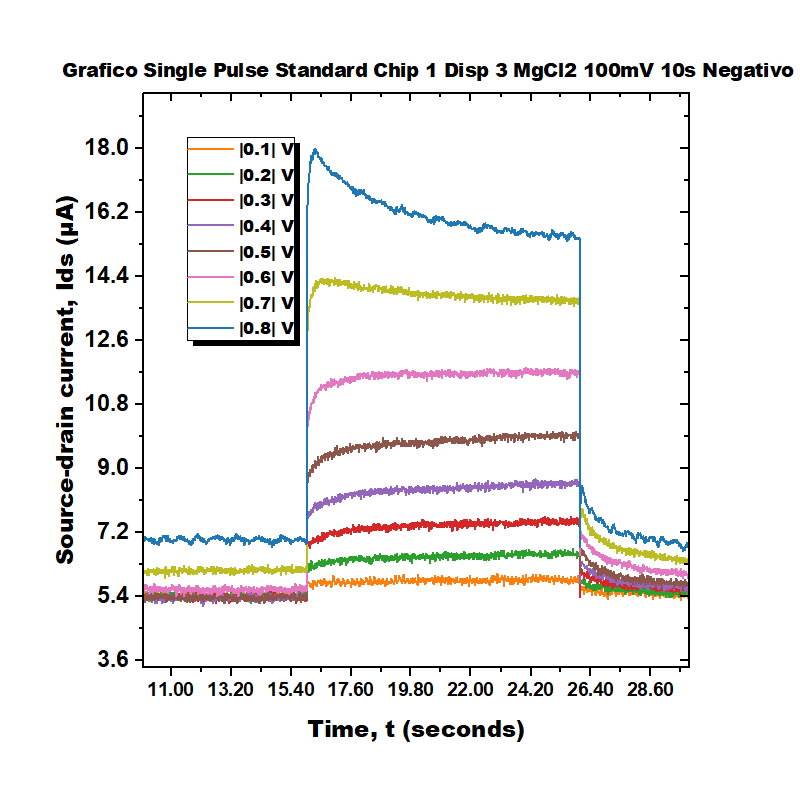 Grafico Single Pulse Standard Chip 1 Disp 3 MgCl2 100mV 10s Negativo
Source-drain current, Ids (µA)
18.0
16.2
14.4
12.6
10.8
9.0
7.2
5.4
3.6
|0.1| V
|0.2| V
|0.3| V
|0.4| V
|0.5| V
|0.6| V
|0.7| V
|0.8| V
11.00 13.20 15.40 17.60 19.80 22.00 24.20 26.40 28.60
Time, t (seconds)